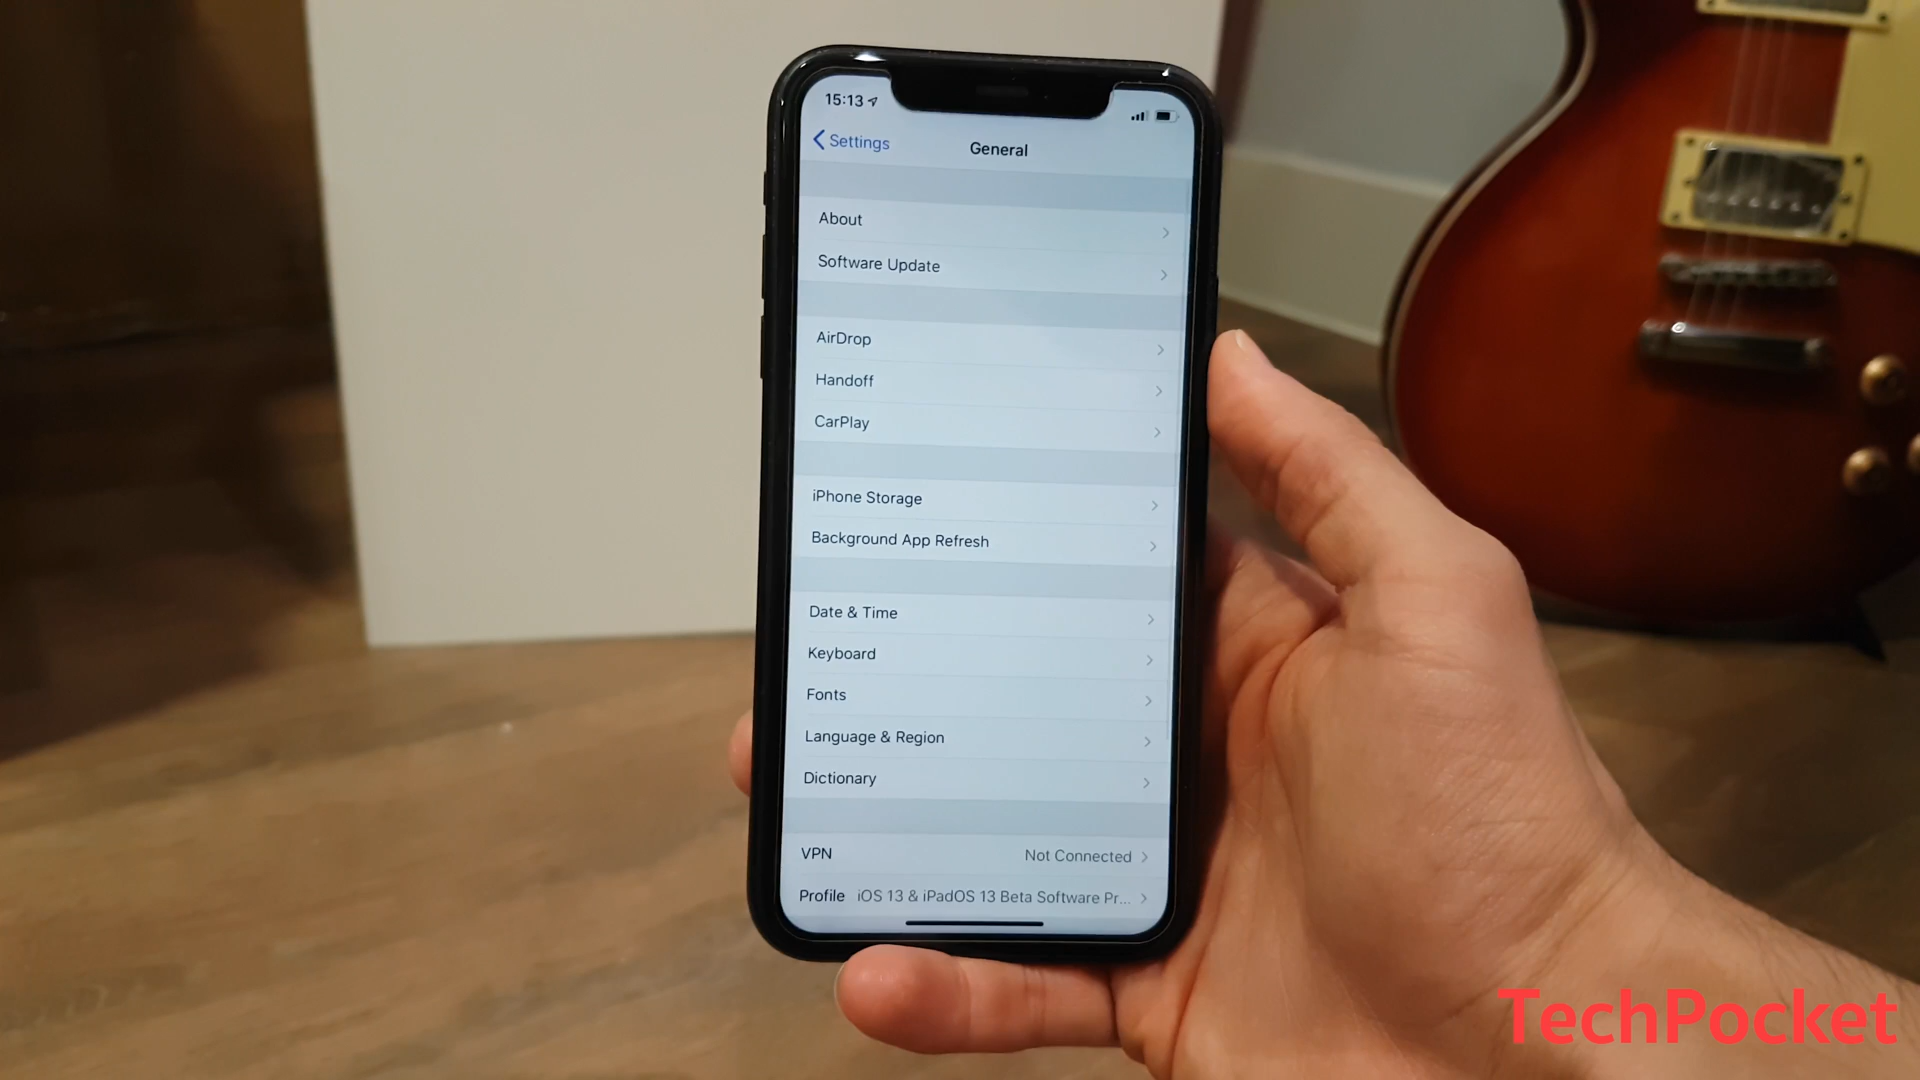 15:13
Settings
General
About
Software Update
AirDrop
Handoff
CarPlay
iPhone Storage
Background App Refresh
Date & Time
Keyboard
Fonts
Language & Region
Dictionary
VPN Not Connected
Profile iOS 13 & iPadOS 13 Beta Software Pr...
TechPocket